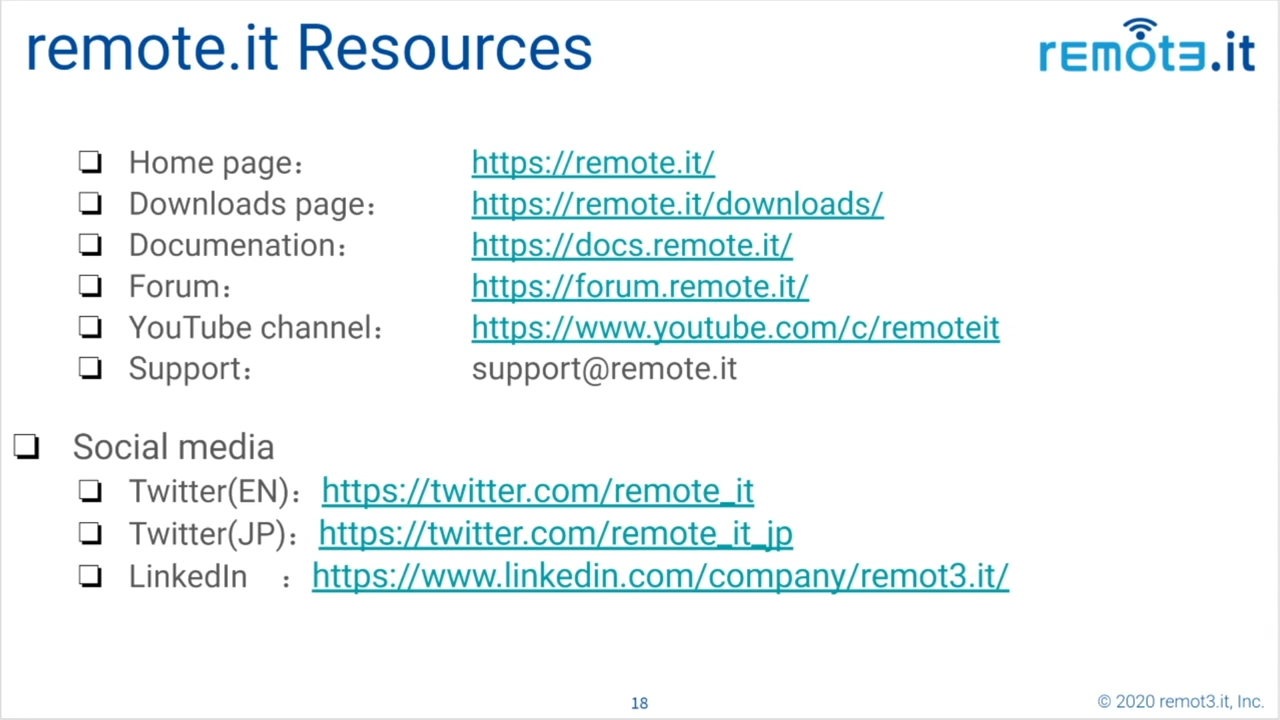 remote.it Resources
remot3.it
❏ Home page： https://remote.it/
❏ Downloads page： https://remote.it/downloads/
❏ Documenation： https://docs.remote.it/
❏ Forum： https://forum.remote.it/
❏ YouTube channel： https://www.youtube.com/c/remoteit
❏ Support： support@remote.it
❏ Social media
❏ Twitter(EN)： https://twitter.com/remote_it
❏ Twitter(JP)： https://twitter.com/remote_it_jp
❏ LinkedIn ： https://www.linkedin.com/company/remot3.it/
18
© 2020 remot3.it, Inc.